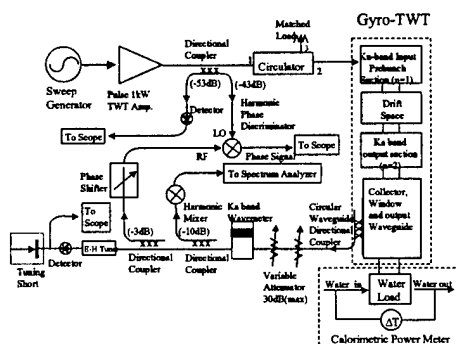 Gyro-TWT
Sweep
Generator
Pulse 1kW
TWT Amp.
Directional
Coupler
(-53dB)
(-43dB)
Matched
Load
1
3
2
Circulator
Ku-band Input
Prebunch
Section (n=1)
Drift
Space
Ka band
output section
(n=2)
Collector,
Window
and output
Waveguide
Detector
To Scope
Harmonic
Phase
Discriminator
LO
RF
Phase Signal
To Scope
Phase
Shifter
To Spectrum Analyzer
Harmonic
Mixer
Ka band
Wavemeter
Circular
Waveguide
Directional
Coupler
To
Scope
(-3dB)
(-10dB)
E-H Tuner
Tuning
Short
Detector
Directional
Coupler
Directional
Coupler
Variable
Attenuator
30dB(max)
Water in
Water
Load
Water out
ΔT
Calorimetric Power Meter